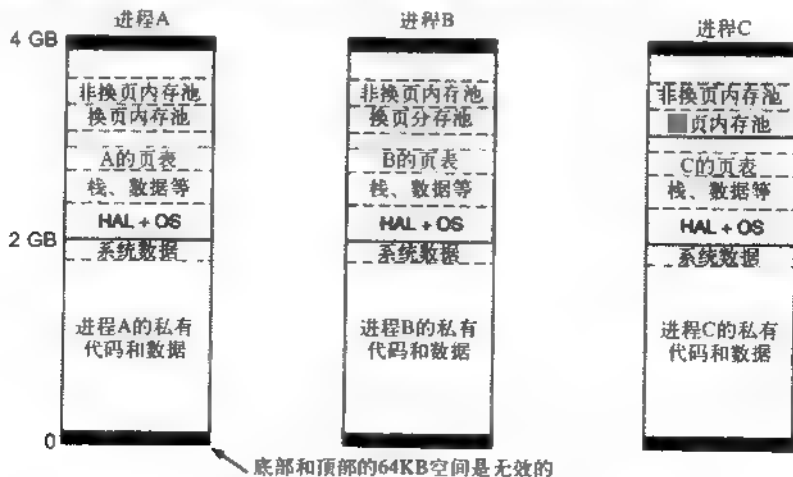 进程A
4 GB
非换页内存池
换页内存池
A的页表
栈、数据等
HAL + OS
2 GB
系统数据
进程A的私有
代码和数据
0
进程B
非换页内存池
换页分存池
B的页表
栈、数据等
HAL + OS
系统数据
进程B的私有
代码和数据
进程C
非换页内存池
页内存池
C的页表
栈、数据等
HAL + OS
系统数据
进程C的私有
代码和数据
底部和顶部的64KB空间是无效的